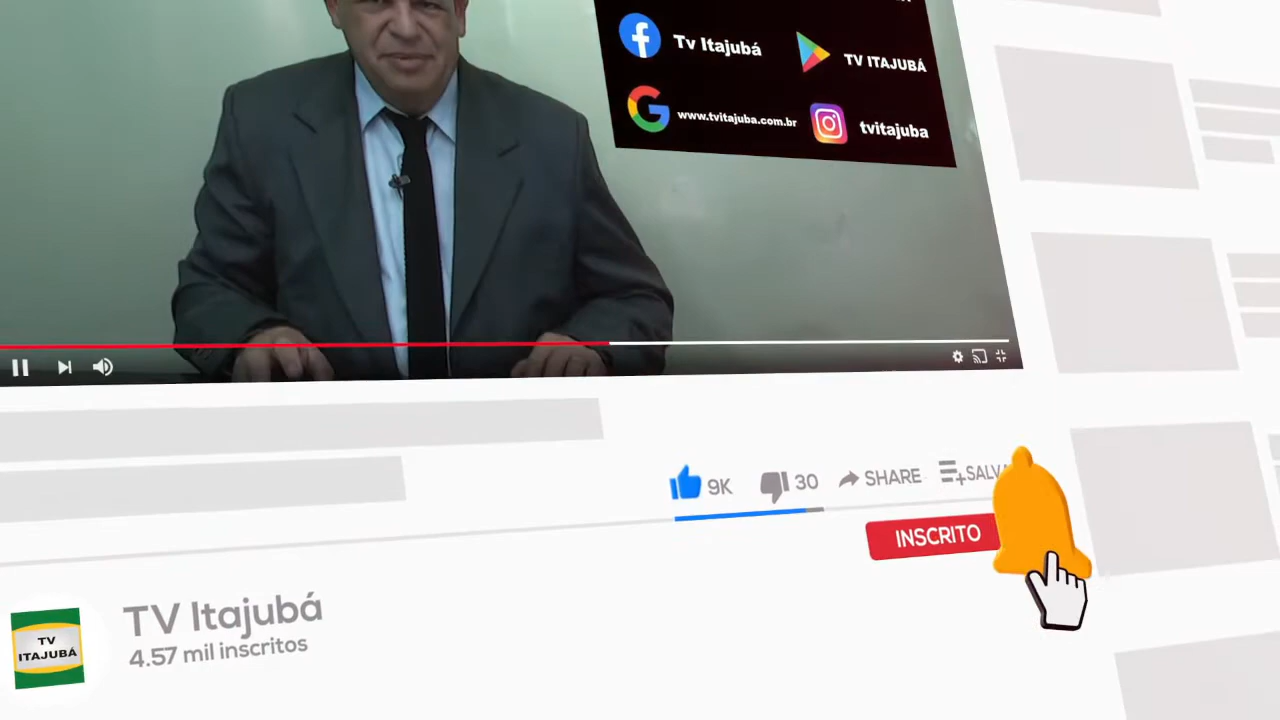 Tv Itajubá
TV ITAJUBÁ
www.tvitajuba.com.br
tvitajuba
9K
30
SHARE
INSCRITO
TV Itajubá
4.57 mil inscritos
TV
ITAJUBÁ